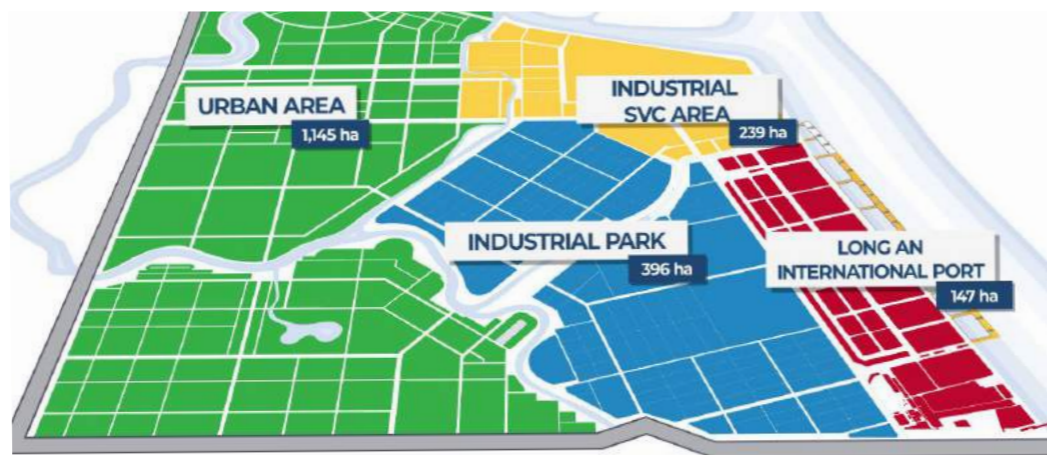 URBAN AREA
1,145 ha
INDUSTRIAL
SVC AREA
239 ha
INDUSTRIAL PARK
396 ha
LONG AN
INTERNATIONAL PORT
147 ha